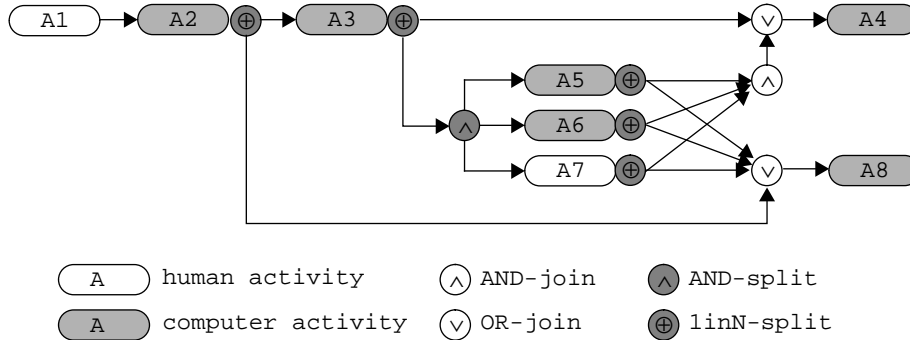 A1 A2 ⊕ A3 ⊕ ∨ A4
A5 ⊕ ∧
∧ A6 ⊕
A7 ⊕ ∨ A8
A human activity ∧ AND-join ∧ AND-split
A computer activity ∨ OR-join ⊕ 1inN-split